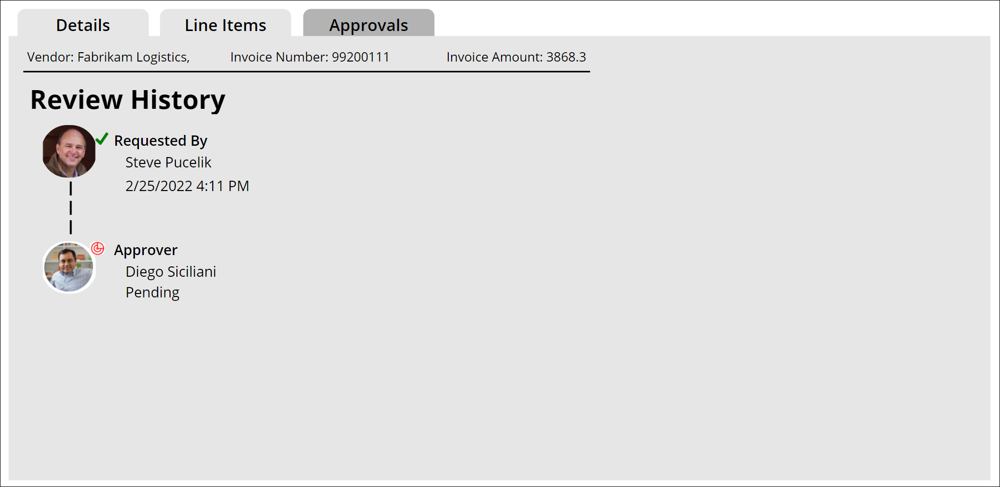 Details Line Items Approvals
Vendor: Fabrikam Logistics, Invoice Number: 99200111 Invoice Amount: 3868.3
Review History
Requested By
Steve Pucelik
2/25/2022 4:11 PM
Approver
Diego Siciliani
Pending